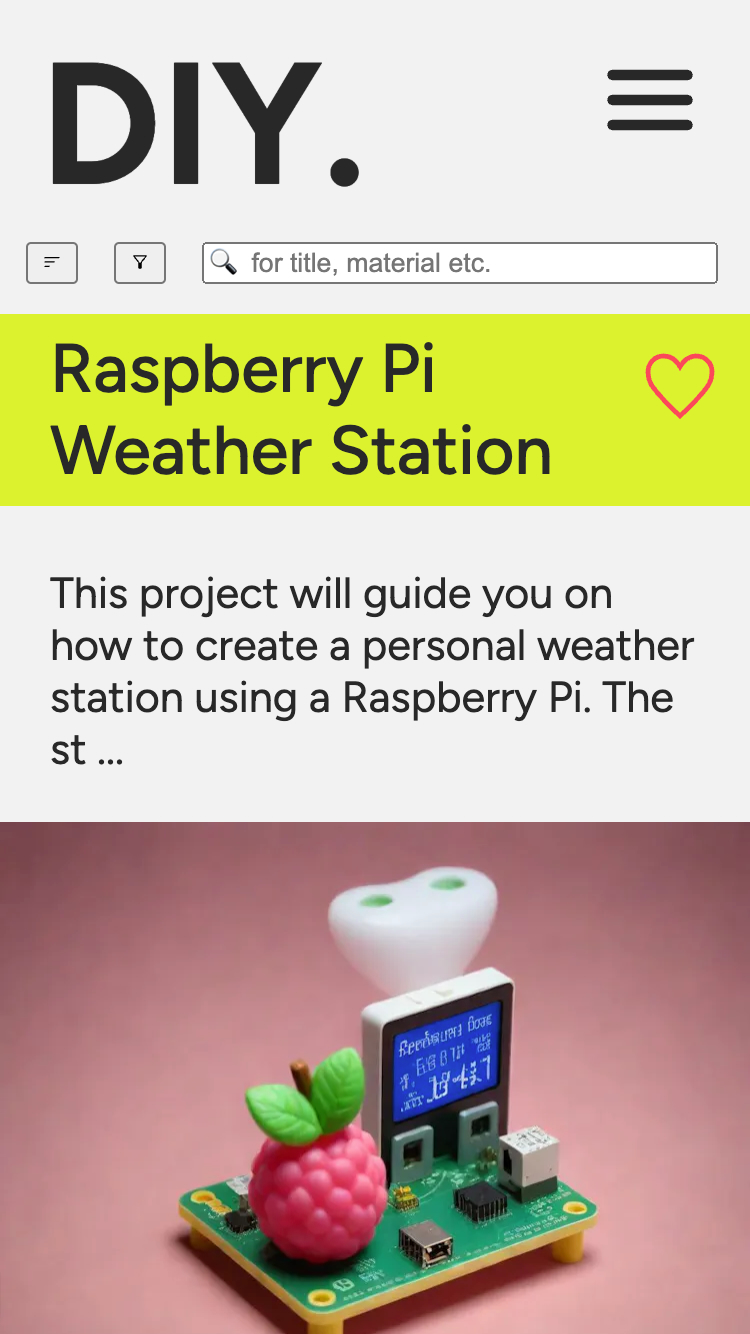 DIY.
for title, material etc.
Raspberry Pi
Weather Station
This project will guide you on
how to create a personal weather
station using a Raspberry Pi. The
st ...